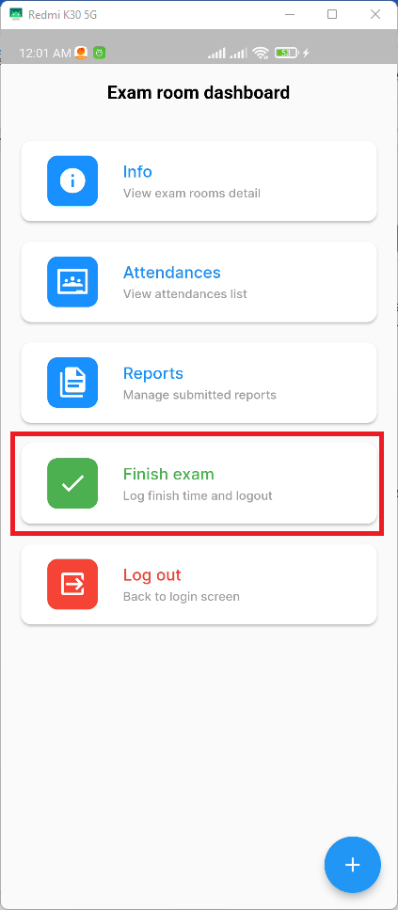 Redmi K30 5G
12:01 AM
Exam room dashboard
Info
View exam rooms detail
Attendances
View attendances list
Reports
Manage submitted reports
Finish exam
Log finish time and logout
Log out
Back to login screen